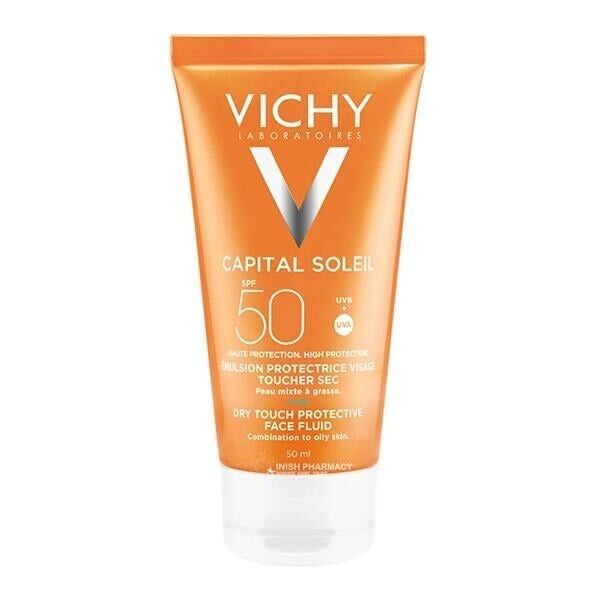 VICHY
LABORATOIRES
CAPITAL SOLEIL
SPF
50
UVB
+
UVA
HAUTE PROTECTION. HIGH PROTECTION
ÉMULSION PROTECTRICE VISAGE
TOUCHER SEC
Peau mixte à grasse.
DRY TOUCH PROTECTIVE
FACE FLUID
Combination to oily skin.
50 ml
INISH PHARMACY